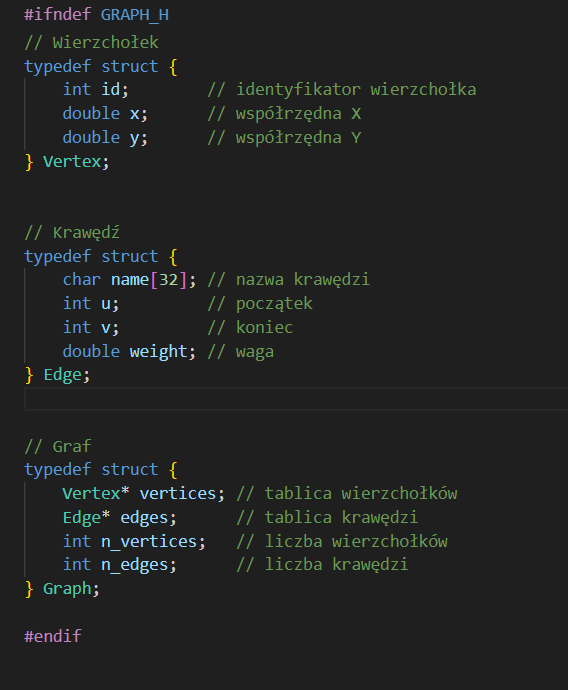 #ifndef GRAPH_H
// Wierzchołek
typedef struct {
    int id;        // identyfikator wierzchołka
    double x;      // współrzędna X
    double y;      // współrzędna Y
} Vertex;
// Krawędź
typedef struct {
    char name[32]; // nazwa krawędzi
    int u;         // początek
    int v;         // koniec
    double weight; // waga
} Edge;
// Graf
typedef struct {
    Vertex* vertices; // tablica wierzchołków
    Edge* edges;      // tablica krawędzi
    int n_vertices;   // liczba wierzchołków
    int n_edges;      // liczba krawędzi
} Graph;
#endif